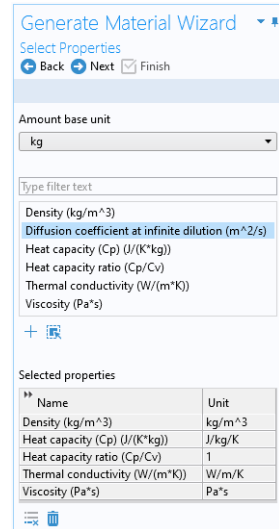 Generate Material Wizard
Select Properties
Back Next Finish
Amount base unit
kg
Type filter text
Density (kg/m^3)
Diffusion coefficient at infinite dilution (m^2/s)
Heat capacity (Cp) (J/(K*kg))
Heat capacity ratio (Cp/Cv)
Thermal conductivity (W/(m*K))
Viscosity (Pa*s)
Selected properties
Name Unit
Density (kg/m^3) kg/m^3
Heat capacity (Cp) (J/(K*kg)) J/kg/K
Heat capacity ratio (Cp/Cv) 1
Thermal conductivity (W/(m*K)) W/m/K
Viscosity (Pa*s) Pa*s